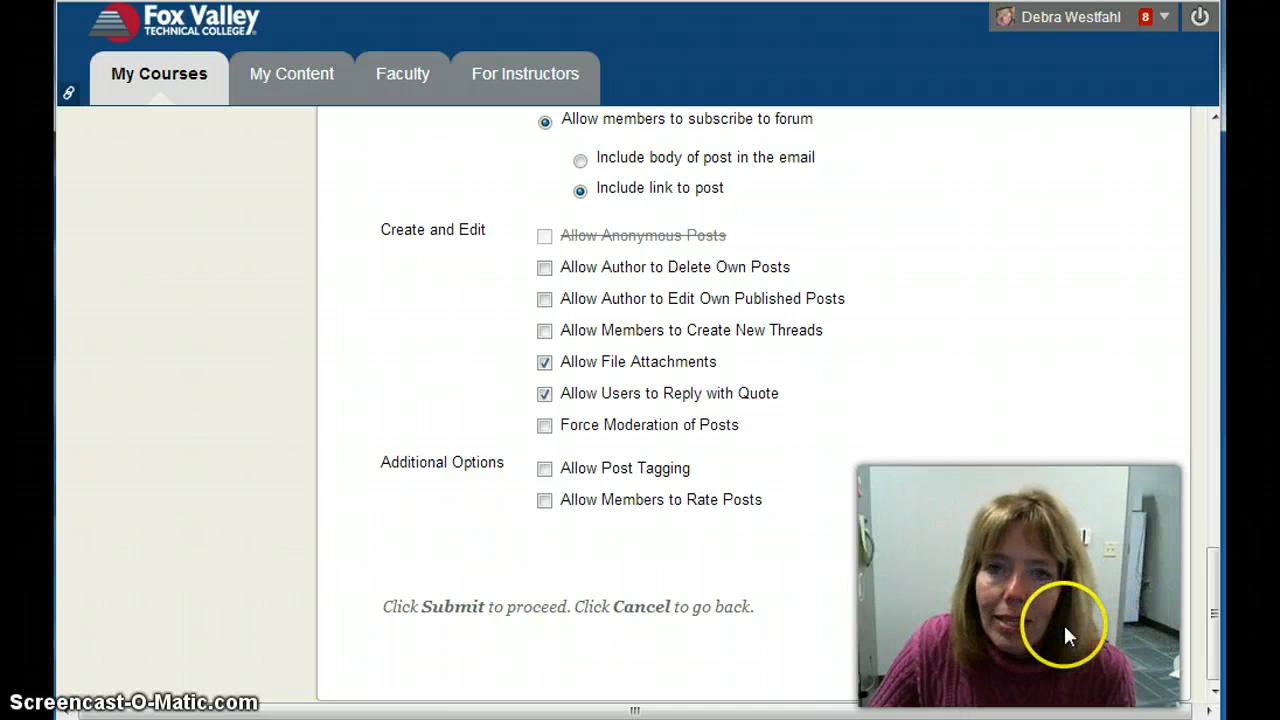 Fox Valley
TECHNICAL COLLEGE
Debra Westfahl 8
My Courses My Content Faculty For Instructors
Allow members to subscribe to forum
Include body of post in the email
Include link to post
Create and Edit
Allow Anonymous Posts
Allow Author to Delete Own Posts
Allow Author to Edit Own Published Posts
Allow Members to Create New Threads
Allow File Attachments
Allow Users to Reply with Quote
Force Moderation of Posts
Additional Options
Allow Post Tagging
Allow Members to Rate Posts
Click Submit to proceed. Click Cancel to go back.
Screencast-O-Matic.com